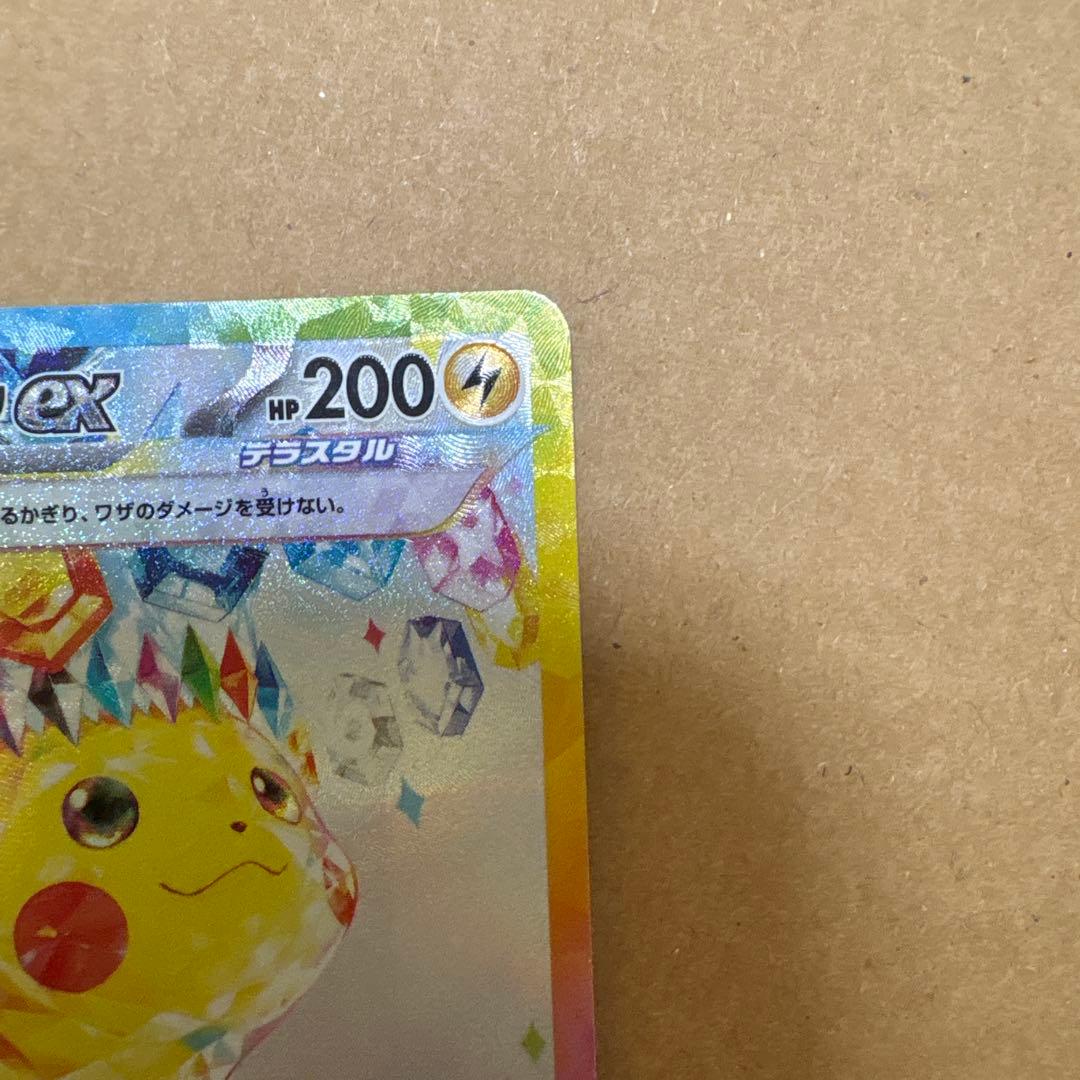 ex HP 200
テラスタル
るかぎり、ワザのダメージを受けない。